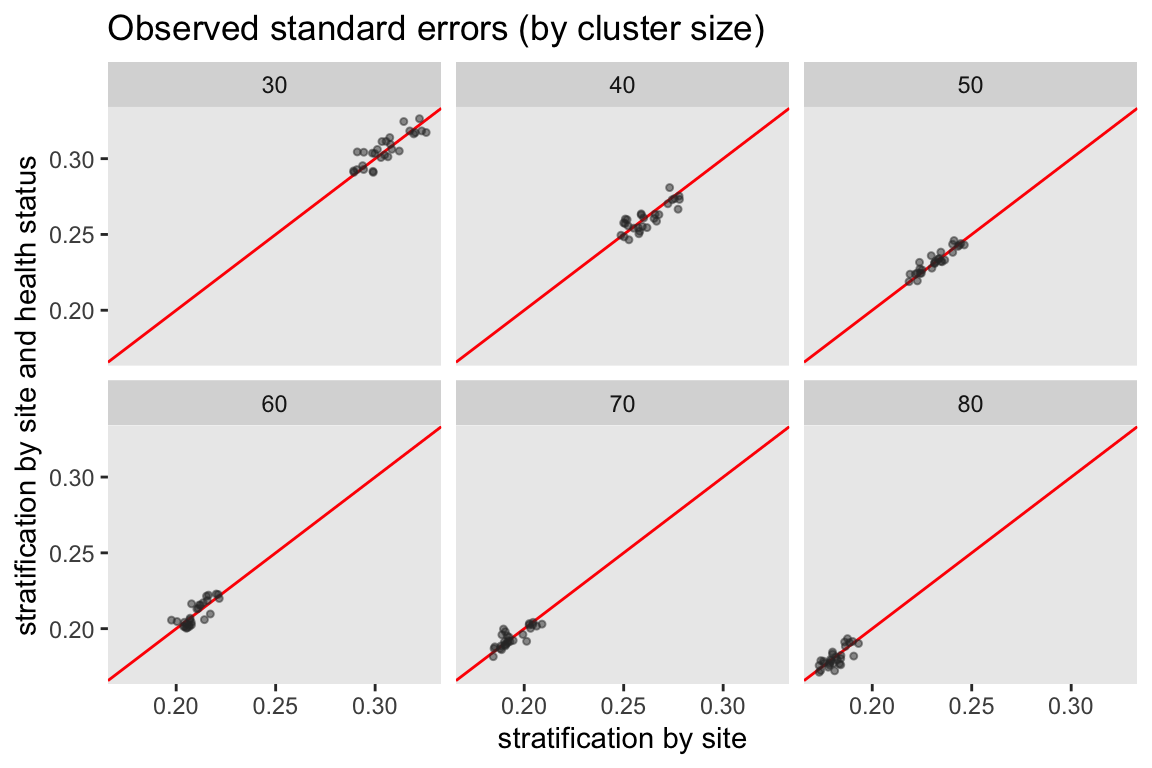 Observed standard errors (by cluster size)
30 40 50
0.30
0.25
0.20
60 70 80
0.30
0.25
0.20
0.20 0.25 0.30 0.20 0.25 0.30 0.20 0.25 0.30
stratification by site
stratification by site and health status